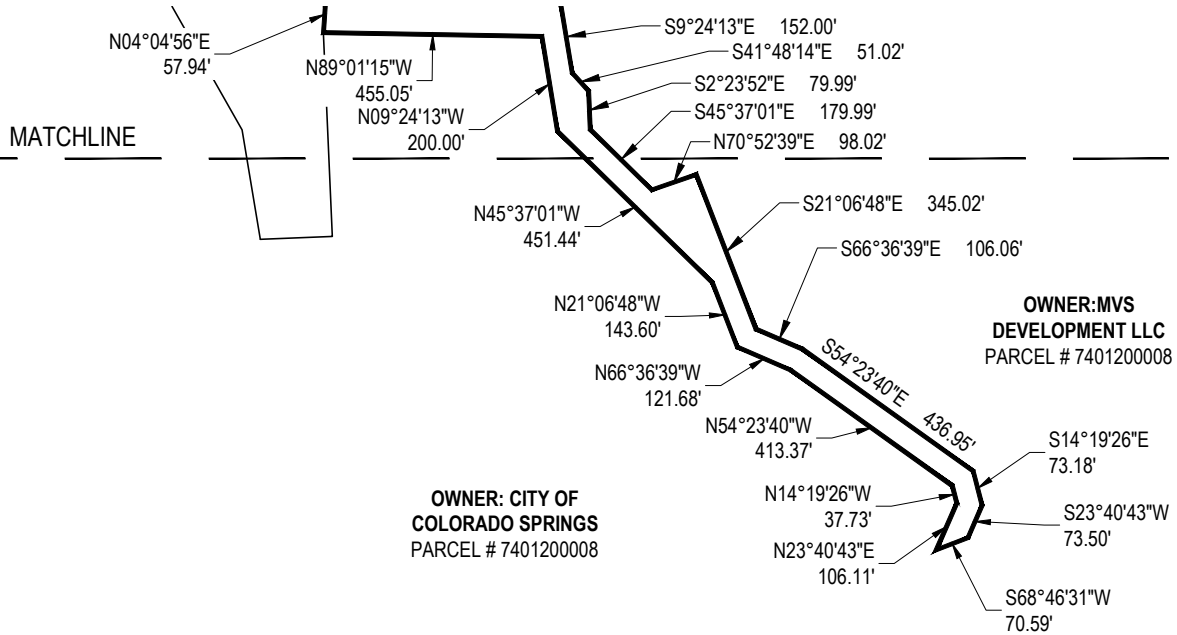 N04°04'56"E
57.94'
N89°01'15"W
455.05'
N09°24'13"W
200.00'
S9°24'13"E 152.00'
S41°48'14"E 51.02'
S2°23'52"E 79.99'
S45°37'01"E 179.99'
N70°52'39"E 98.02'
MATCHLINE
S21°06'48"E 345.02'
N45°37'01"W
451.44'
S66°36'39"E 106.06'
N21°06'48"W
143.60'
OWNER:MVS
DEVELOPMENT LLC
PARCEL # 7401200008
S54°23'40"E 436.95'
N66°36'39"W
121.68'
N54°23'40"W
413.37'
S14°19'26"E
73.18'
N14°19'26"W
37.73'
S23°40'43"W
73.50'
OWNER: CITY OF
COLORADO SPRINGS
PARCEL # 7401200008
N23°40'43"E
106.11'
S68°46'31"W
70.59'